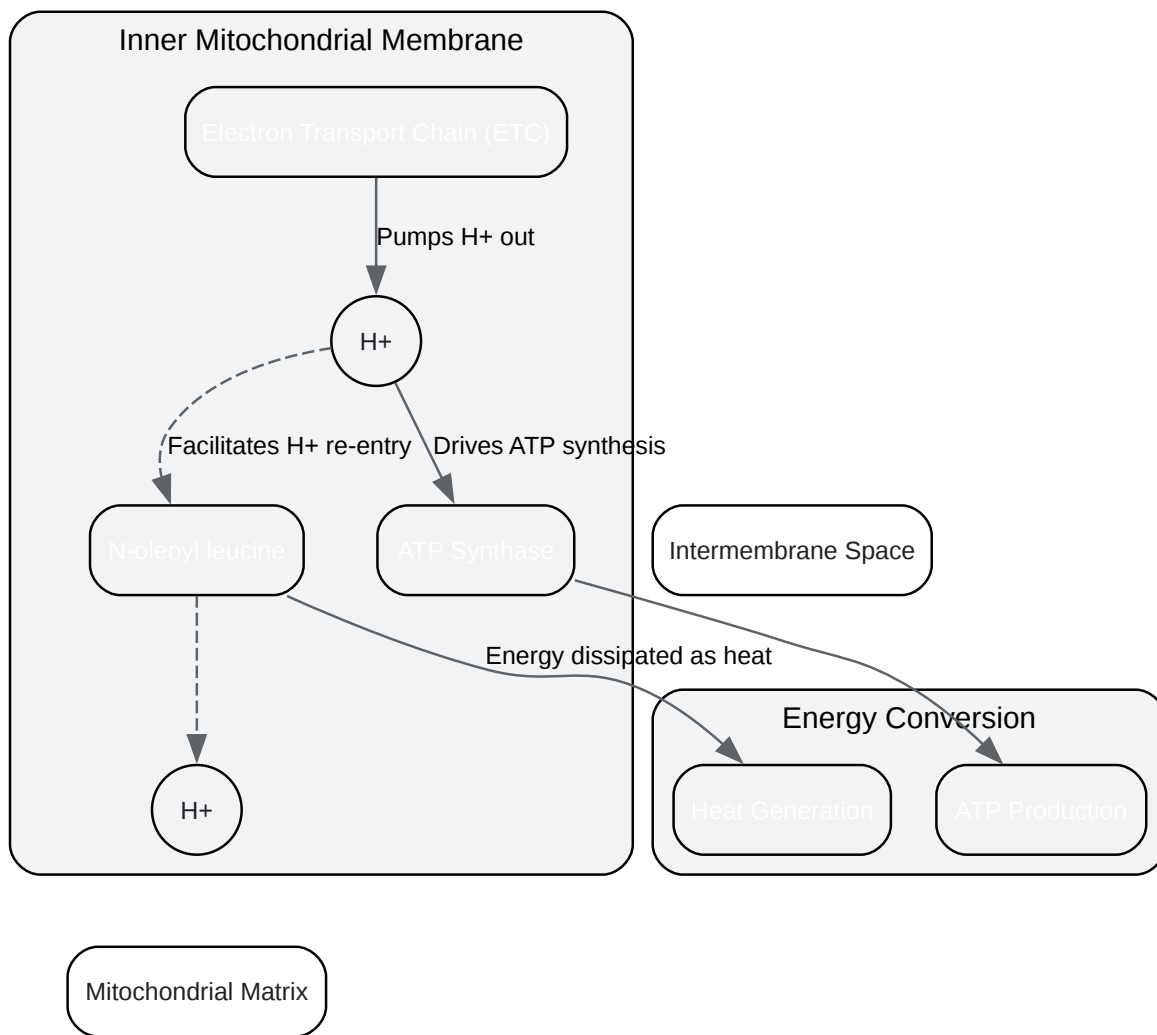 Inner Mitochondrial Membrane
Electron Transport Chain (ETC)
Pumps H+ out
H+
Facilitates H+ re-entry
Drives ATP synthesis
N-oleoyl leucine
ATP Synthase
Intermembrane Space
Energy dissipated as heat
Energy Conversion
Heat Generation
ATP Production
H+
Mitochondrial Matrix